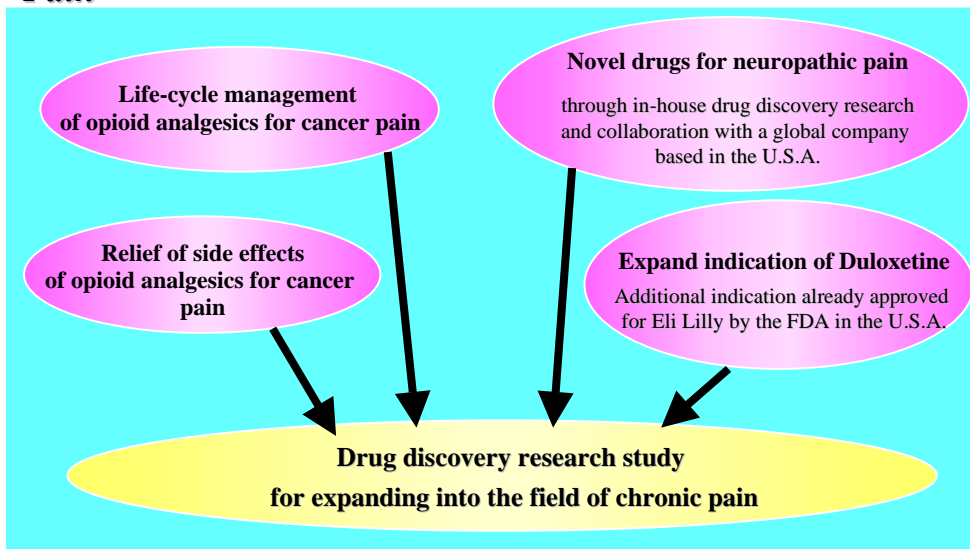 Life-cycle management
of opioid analgesics for cancer pain
Novel drugs for neuropathic pain
through in-house drug discovery research
and collaboration with a global company
based in the U.S.A.
Relief of side effects
of opioid analgesics for cancer
pain
Expand indication of Duloxetine
Additional indication already approved
for Eli Lilly by the FDA in the U.S.A.
Drug discovery research study
for expanding into the field of chronic pain